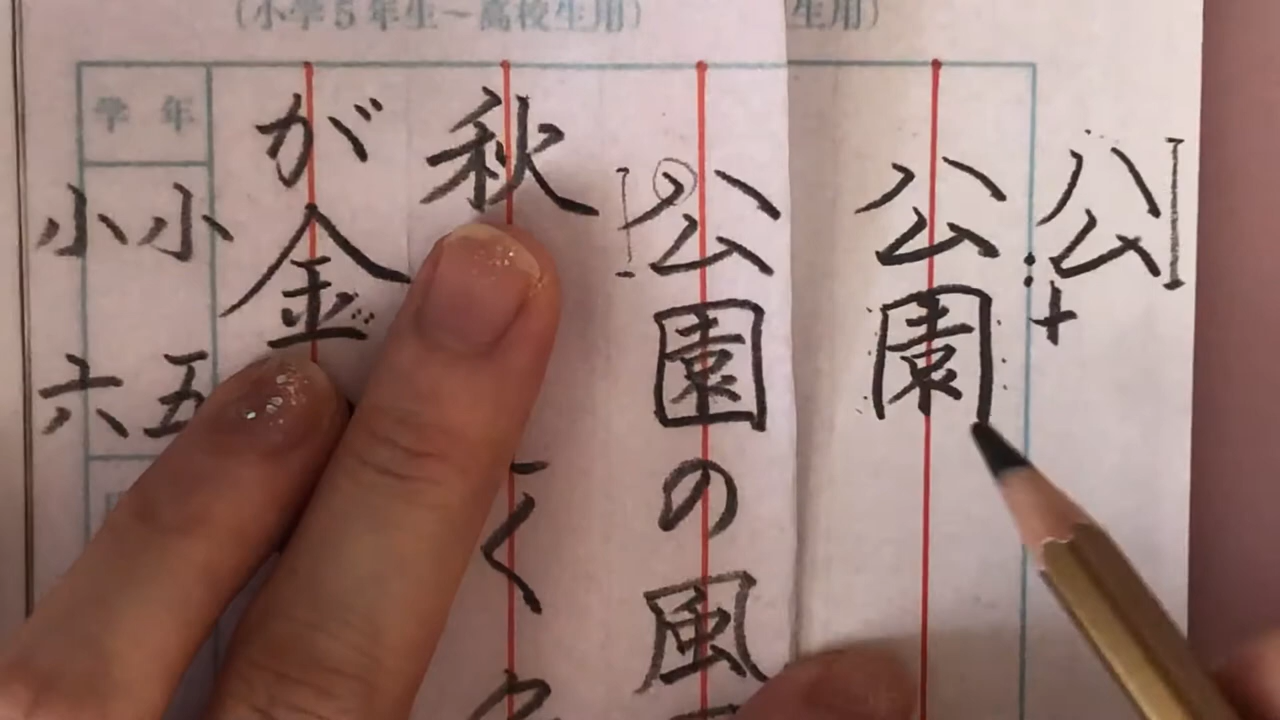 (小学5年生〜高校生用)
生用)
公
公園
公園の風
秋
く
が金
学年
小五
小六